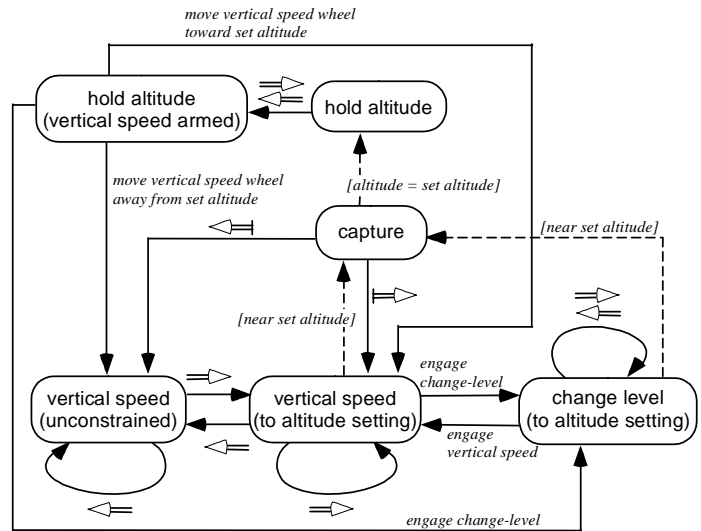 move vertical speed wheel
toward set altitude
hold altitude
(vertical speed armed)
hold altitude
move vertical speed wheel
away from set altitude
[altitude = set altitude]
capture
[near set altitude]
[near set altitude]
engage
change-level
vertical speed
(unconstrained)
vertical speed
(to altitude setting)
change level
(to altitude setting)
engage
vertical speed
engage change-level